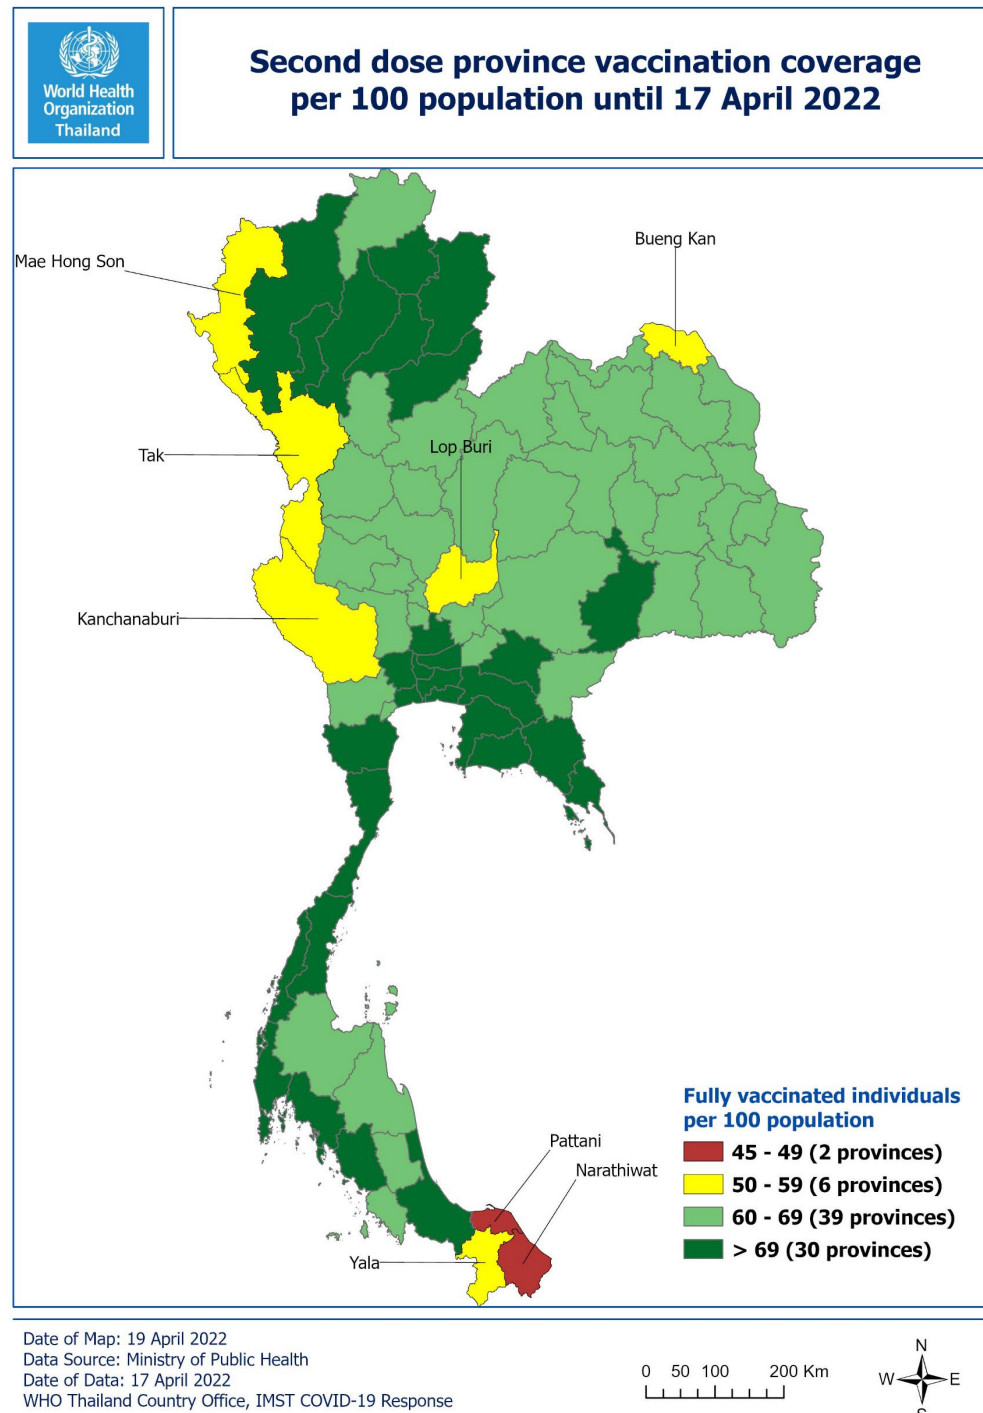 World Health
Organization
Thailand
Second dose province vaccination coverage
per 100 population until 17 April 2022
Bueng Kan
Mae Hong Son
Lop Buri
Tak
Kanchanaburi
Fully vaccinated individuals
per 100 population
45 - 49 (2 provinces)
50 - 59 (6 provinces)
60 - 69 (39 provinces)
> 69 (30 provinces)
Pattani
Narathiwat
Yala
Date of Map: 19 April 2022
Data Source: Ministry of Public Health
Date of Data: 17 April 2022
WHO Thailand Country Office, IMST COVID-19 Response
0 50 100 200 Km
N
W E
S